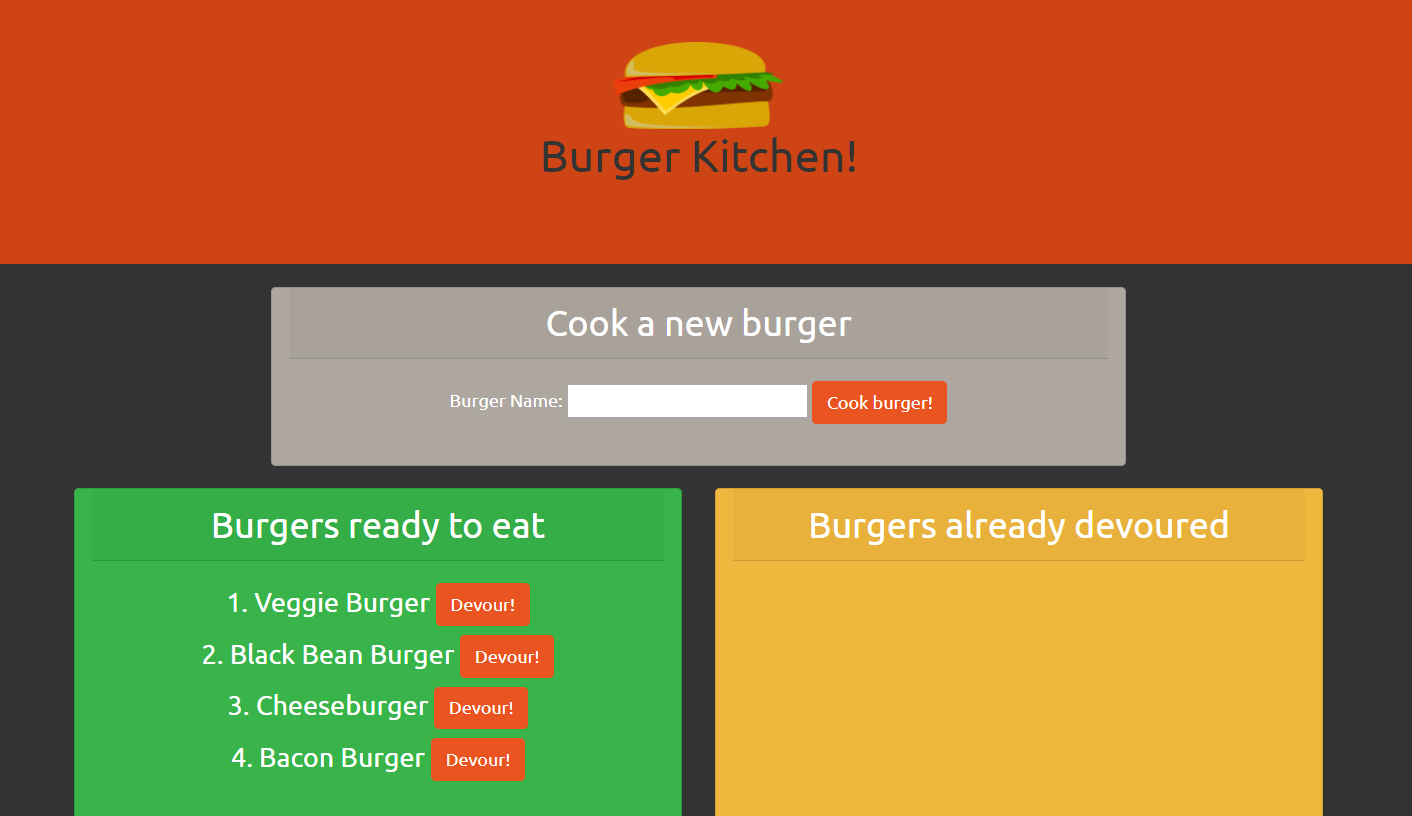 Burger Kitchen!
Cook a new burger
Burger Name: Cook burger!
Burgers ready to eat
1. Veggie Burger Devour!
2. Black Bean Burger Devour!
3. Cheeseburger Devour!
4. Bacon Burger Devour!
Burgers already devoured